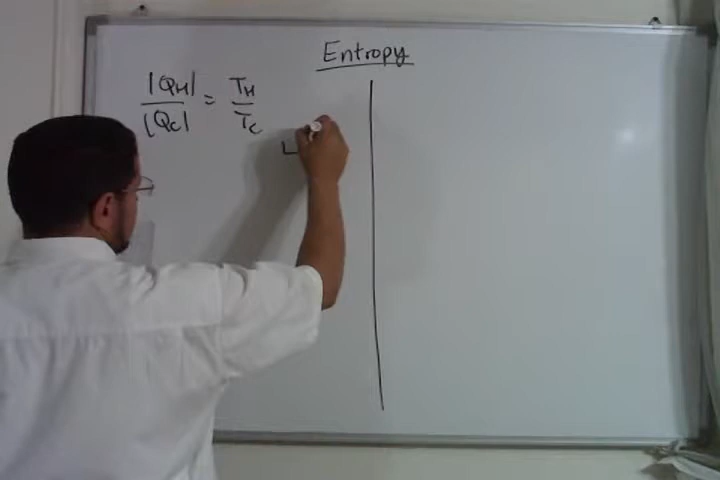 Entropy
|QH| / |QC| = TH / TC